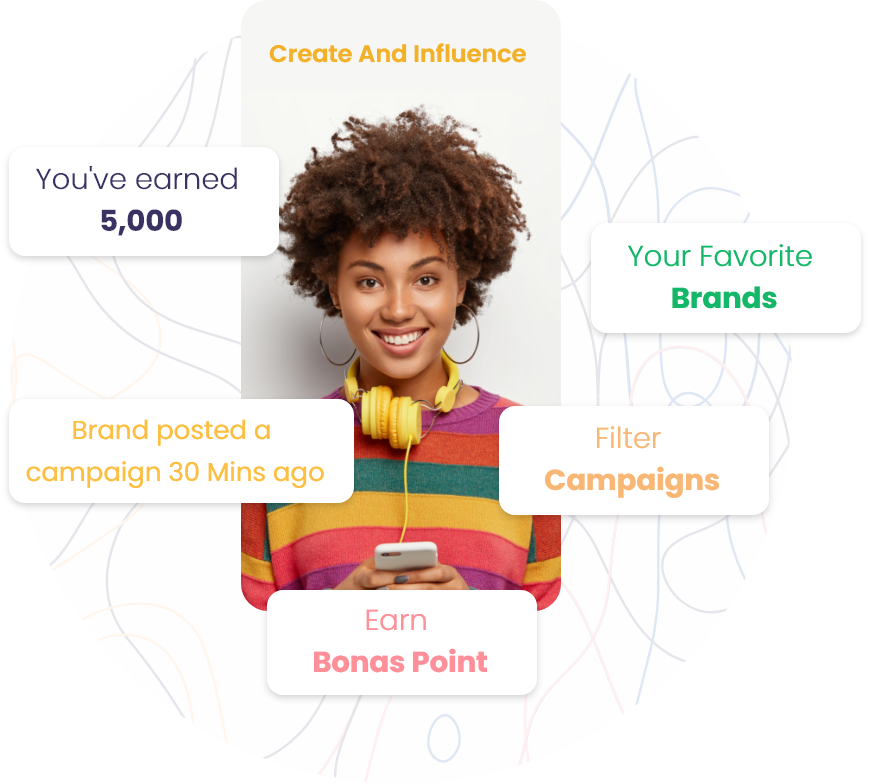 Create And Influence
You've earned
5,000
Your Favorite
Brands
Brand posted a
campaign 30 Mins ago
Filter
Campaigns
Earn
Bonas Point